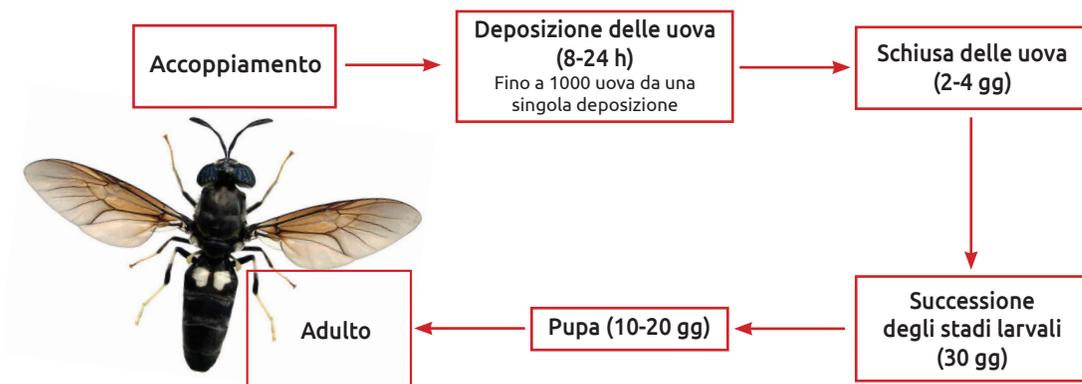 Accoppiamento
Deposizione delle uova
(8-24 h)
Fino a 1000 uova da una
singola deposizione
Schiusa delle uova
(2-4 gg)
Successione
degli stadi larvali
(30 gg)
Pupa (10-20 gg)
Adulto